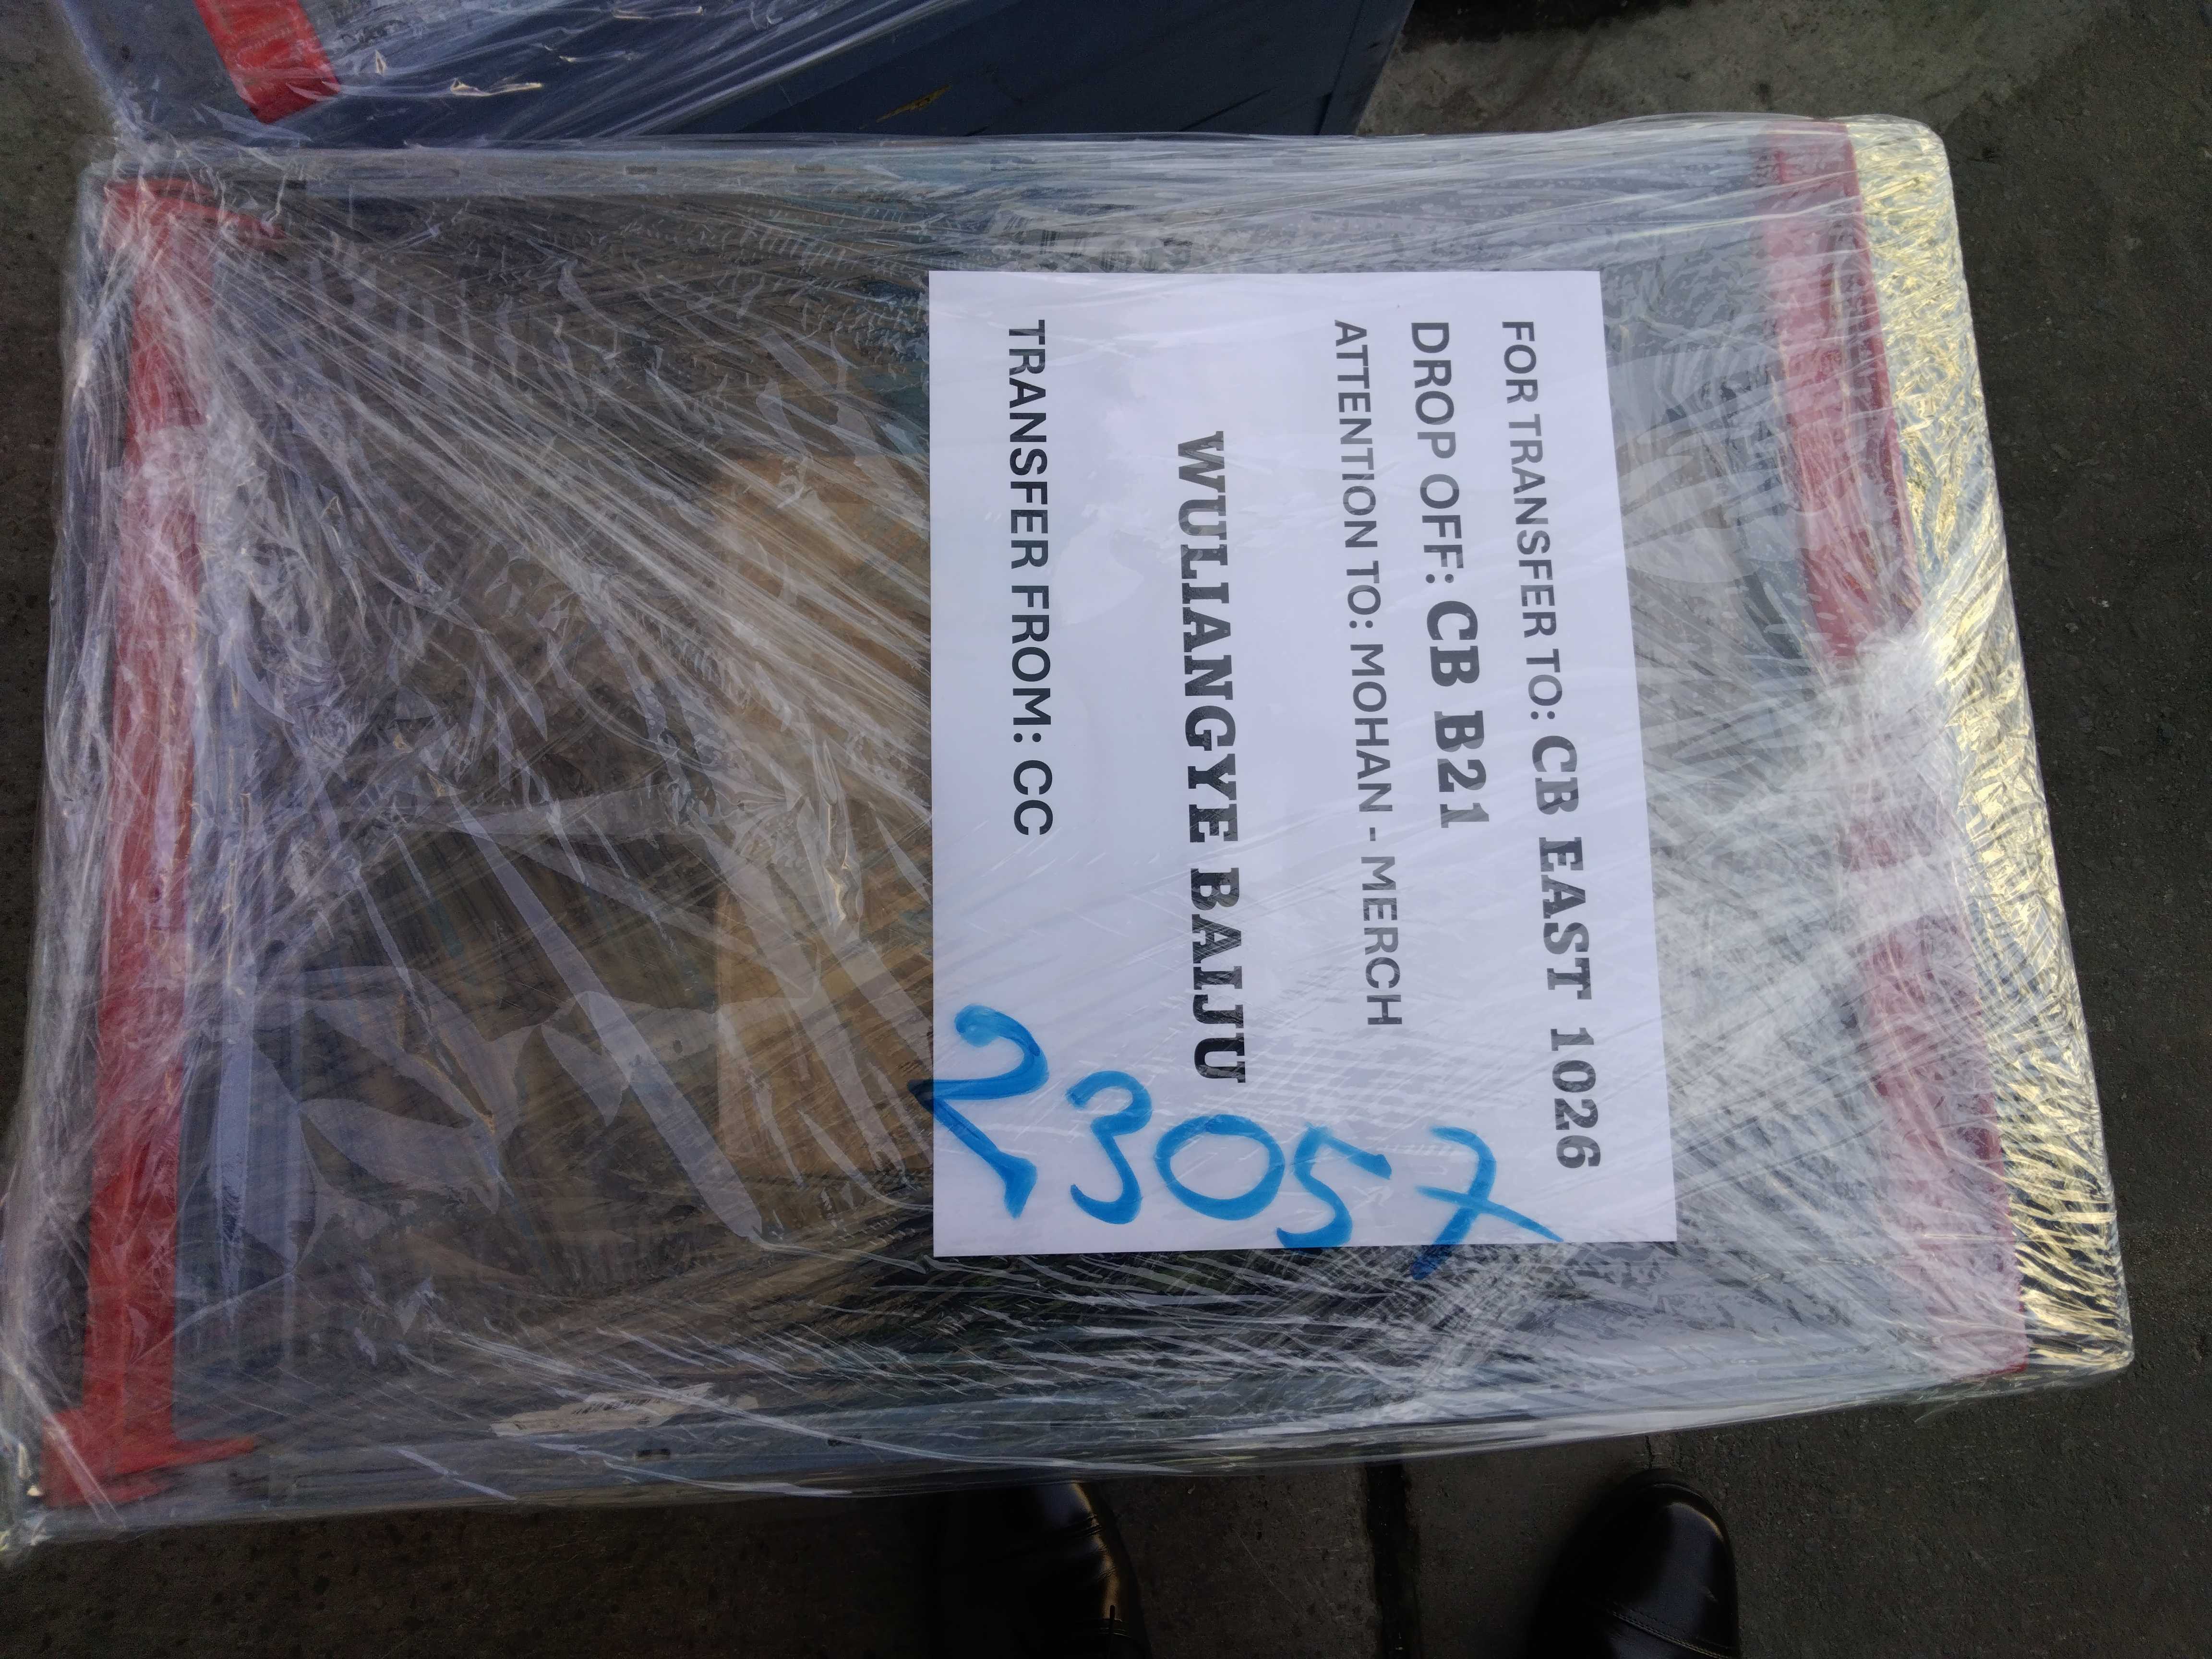 FOR TRANSFER TO: CB EAST 1026
DROP OFF: CB B21
ATTENTION TO: MOHAN - MERCH
WULIANGYE BAIJU
TRANSFER FROM: CC
23057